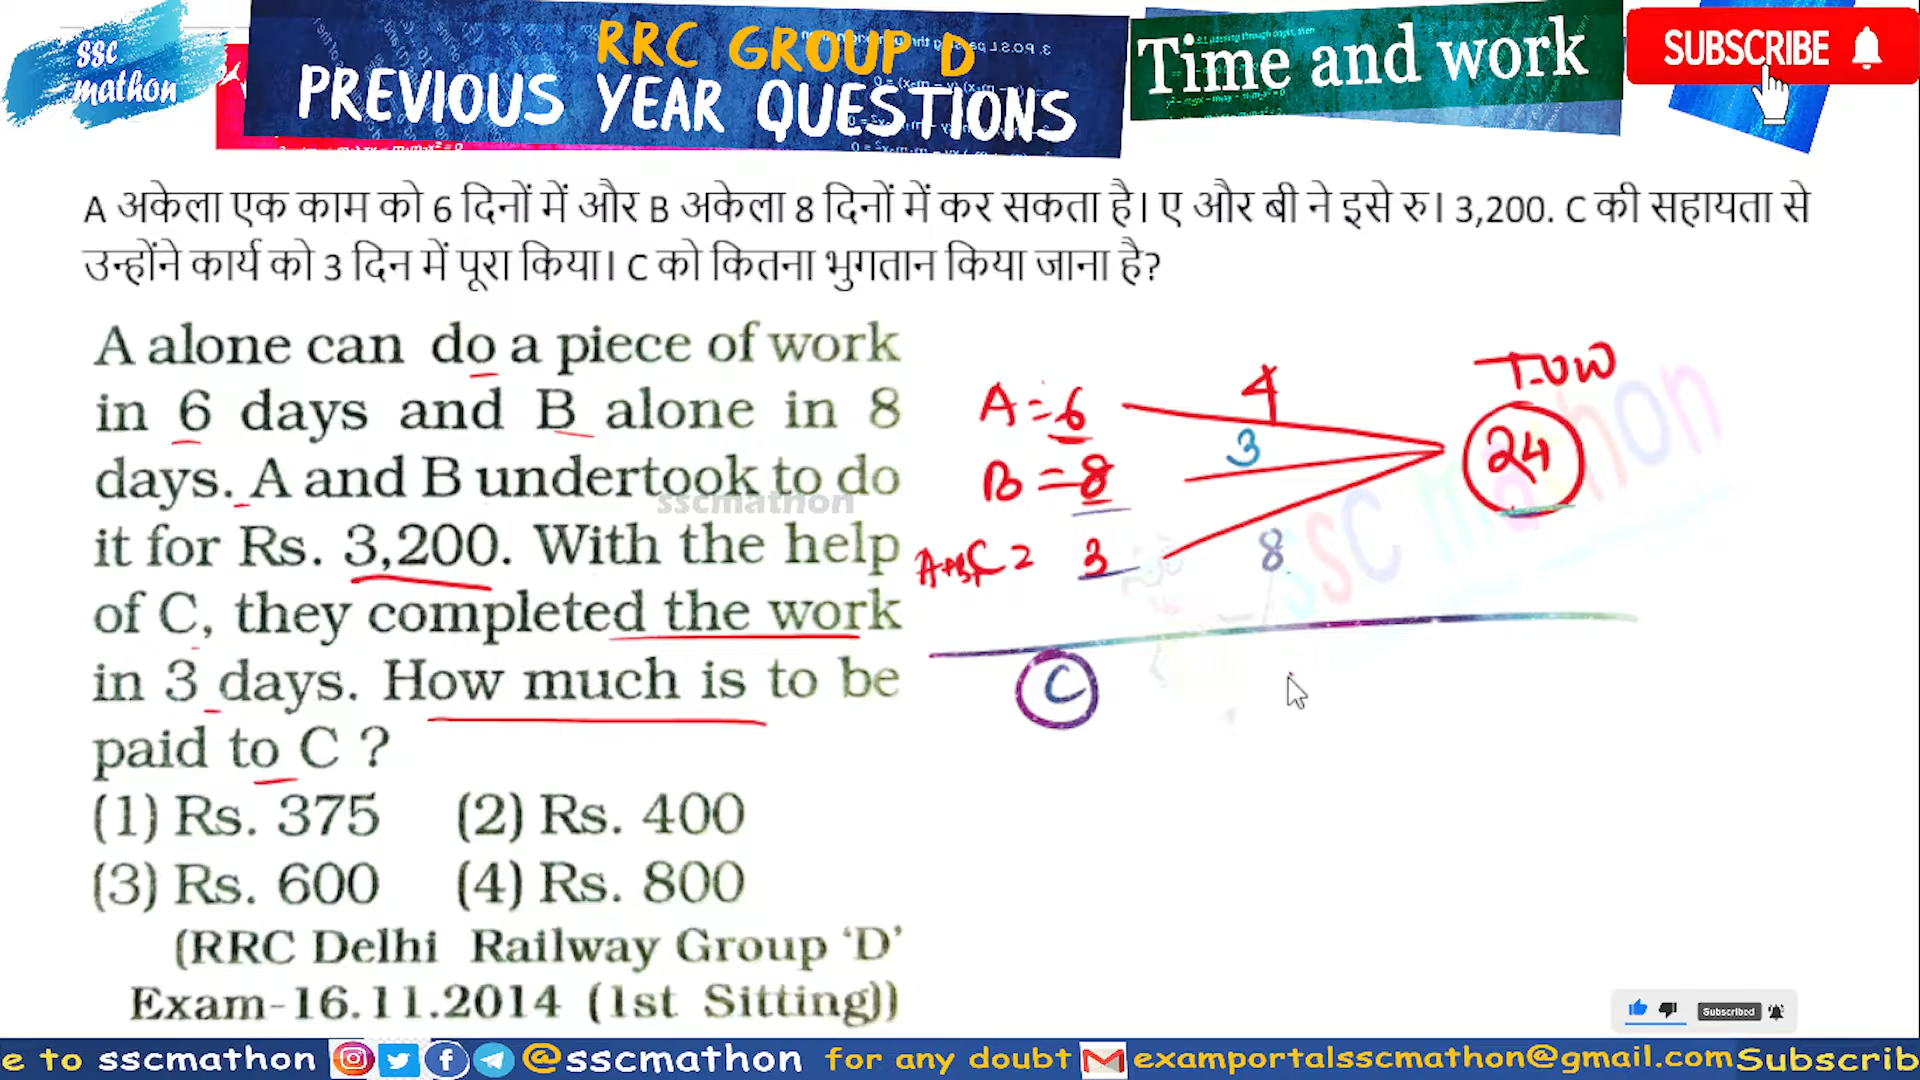 ssc
mathon
RRC GROUP D
PREVIOUS YEAR QUESTIONS
Time and work
SUBSCRIBE
A अकेला एक काम को 6 दिनों में और B अकेला 8 दिनों में कर सकता है। ए और बी ने इसे रु। 3,200. C की सहायता से
उन्होंने कार्य को 3 दिन में पूरा किया। C को कितना भुगतान किया जाना है?
A alone can do a piece of work
in 6 days and B alone in 8
days. A and B undertook to do
it for Rs. 3,200. With the help
of C, they completed the work
in 3 days. How much is to be
paid to C ?
(1) Rs. 375 (2) Rs. 400
(3) Rs. 600 (4) Rs. 800
(RRC Delhi Railway Group ‘D’
Exam-16.11.2014 (1st Sitting))
sscmathon
ssc mathon
T.O.W
A = 6 4
24
B = 8 3
A+B+C = 3 8
C
Subscribed
e to sscmathon @sscmathon for any doubt examportalsscmathon@gmail.com Subscrib